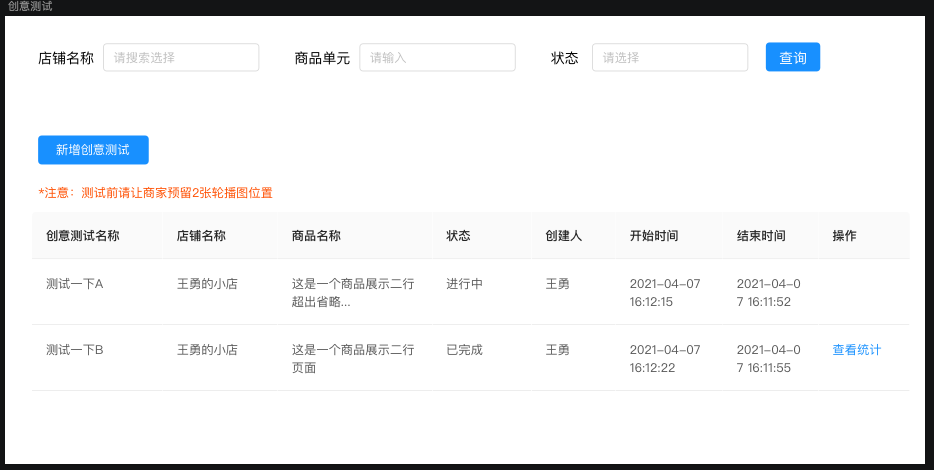 创意测试
店铺名称 请搜索选择 商品单元 请输入 状态 请选择 查询
新增创意测试
*注意：测试前请让商家预留2张轮播图位置
创意测试名称 店铺名称 商品名称 状态 创建人 开始时间 结束时间 操作
测试一下A 王勇的小店 这是一个商品展示二行 进行中 王勇 2021-04-07 2021-04-0
超出省略... 16:12:15 7 16:11:52
测试一下B 王勇的小店 这是一个商品展示二行 已完成 王勇 2021-04-07 2021-04-0 查看统计
页面 16:12:22 7 16:11:55